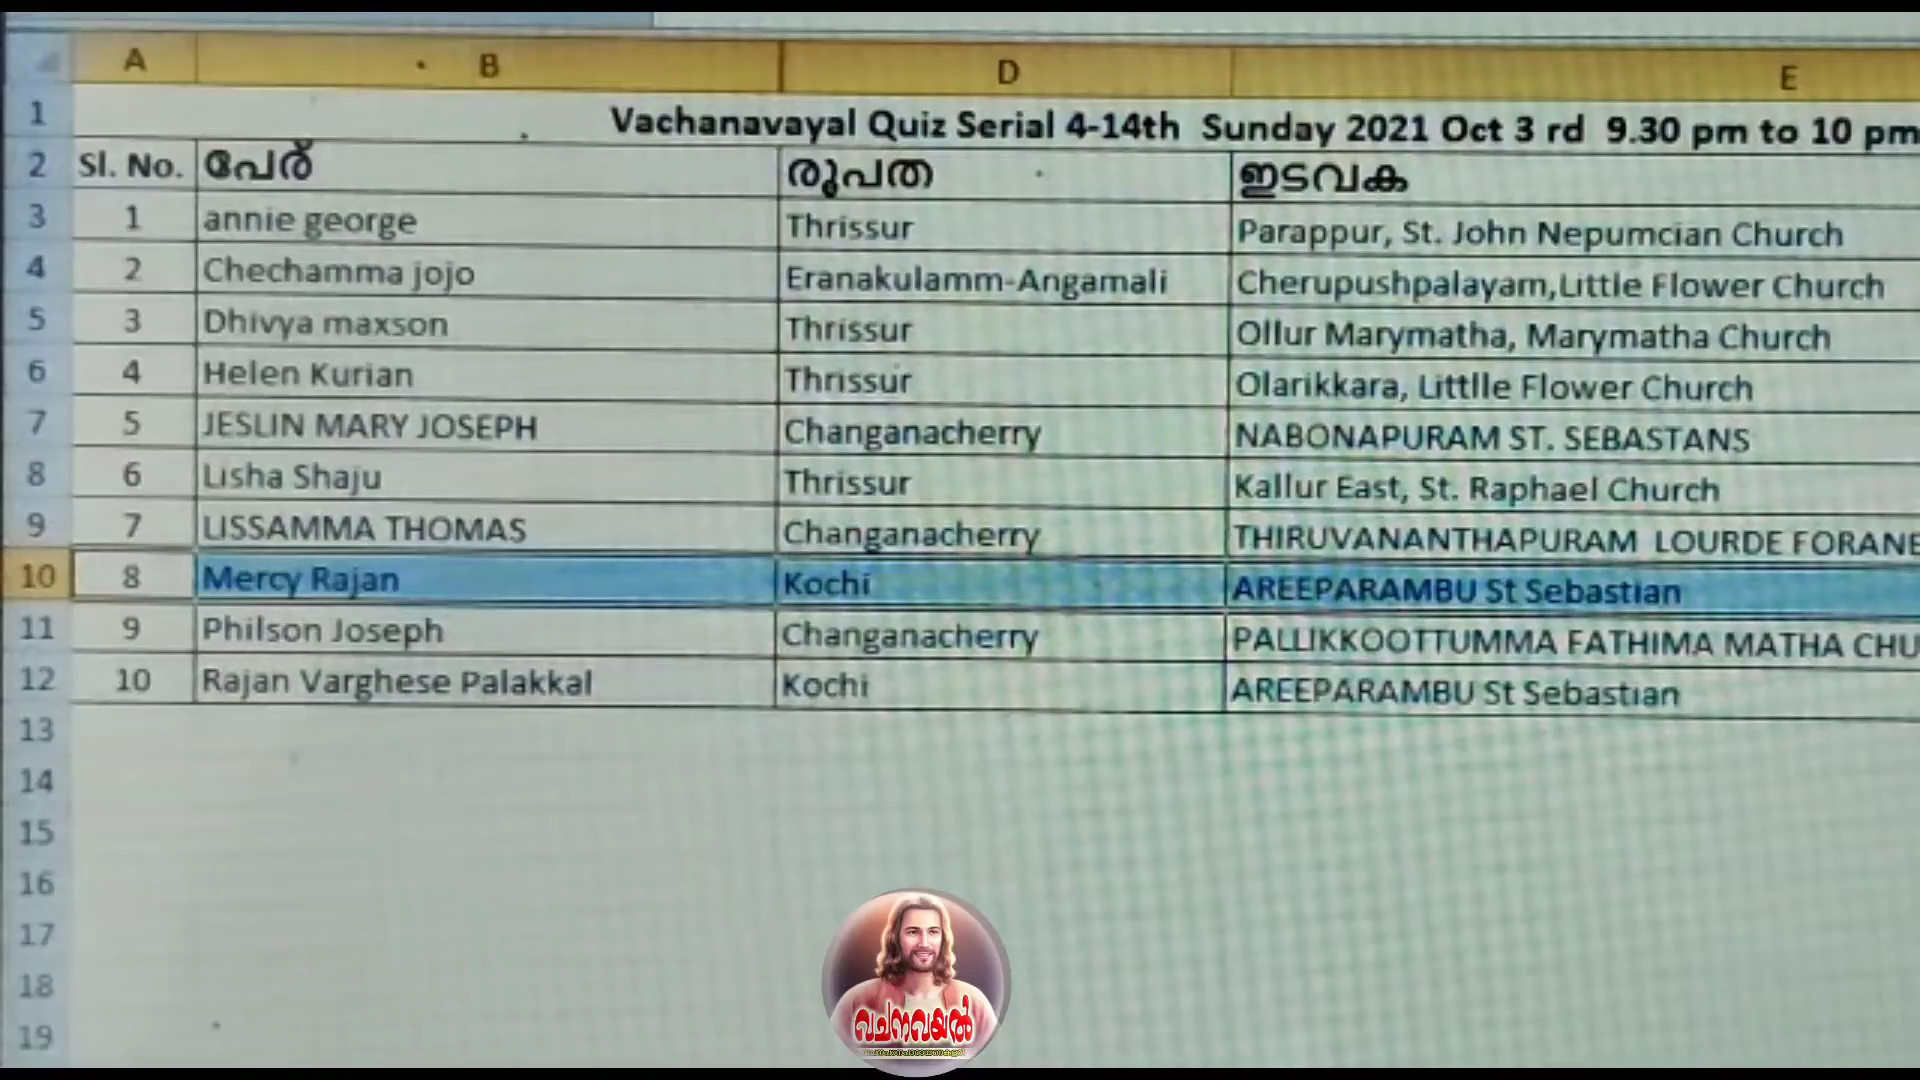 A B D E
1 Vachanavayal Quiz Serial 4-14th Sunday 2021 Oct 3 rd 9.30 pm to 10 pm
2 Sl. No. പേര് രൂപത ഇടവക
3 1 annie george Thrissur Parappur, St. John Nepumcian Church
4 2 Chechamma jojo Eranakulamm-Angamali Cherupushpalayam,Little Flower Church
5 3 Dhivya maxson Thrissur Ollur Marymatha, Marymatha Church
6 4 Helen Kurian Thrissur Olarikkara, Littlle Flower Church
7 5 JESLIN MARY JOSEPH Changanacherry NABONAPURAM ST. SEBASTANS
8 6 Lisha Shaju Thrissur Kallur East, St. Raphael Church
9 7 LISSAMMA THOMAS Changanacherry THIRUVANANTHAPURAM LOURDE FORANE
10 8 Mercy Rajan Kochi AREEPARAMBU St Sebastian
11 9 Philson Joseph Changanacherry PALLIKKOOTTUMMA FATHIMA MATHA CHU
12 10 Rajan Varghese Palakkal Kochi AREEPARAMBU St Sebastian
13
14
15
16
17
18
19
വചനവയൽ